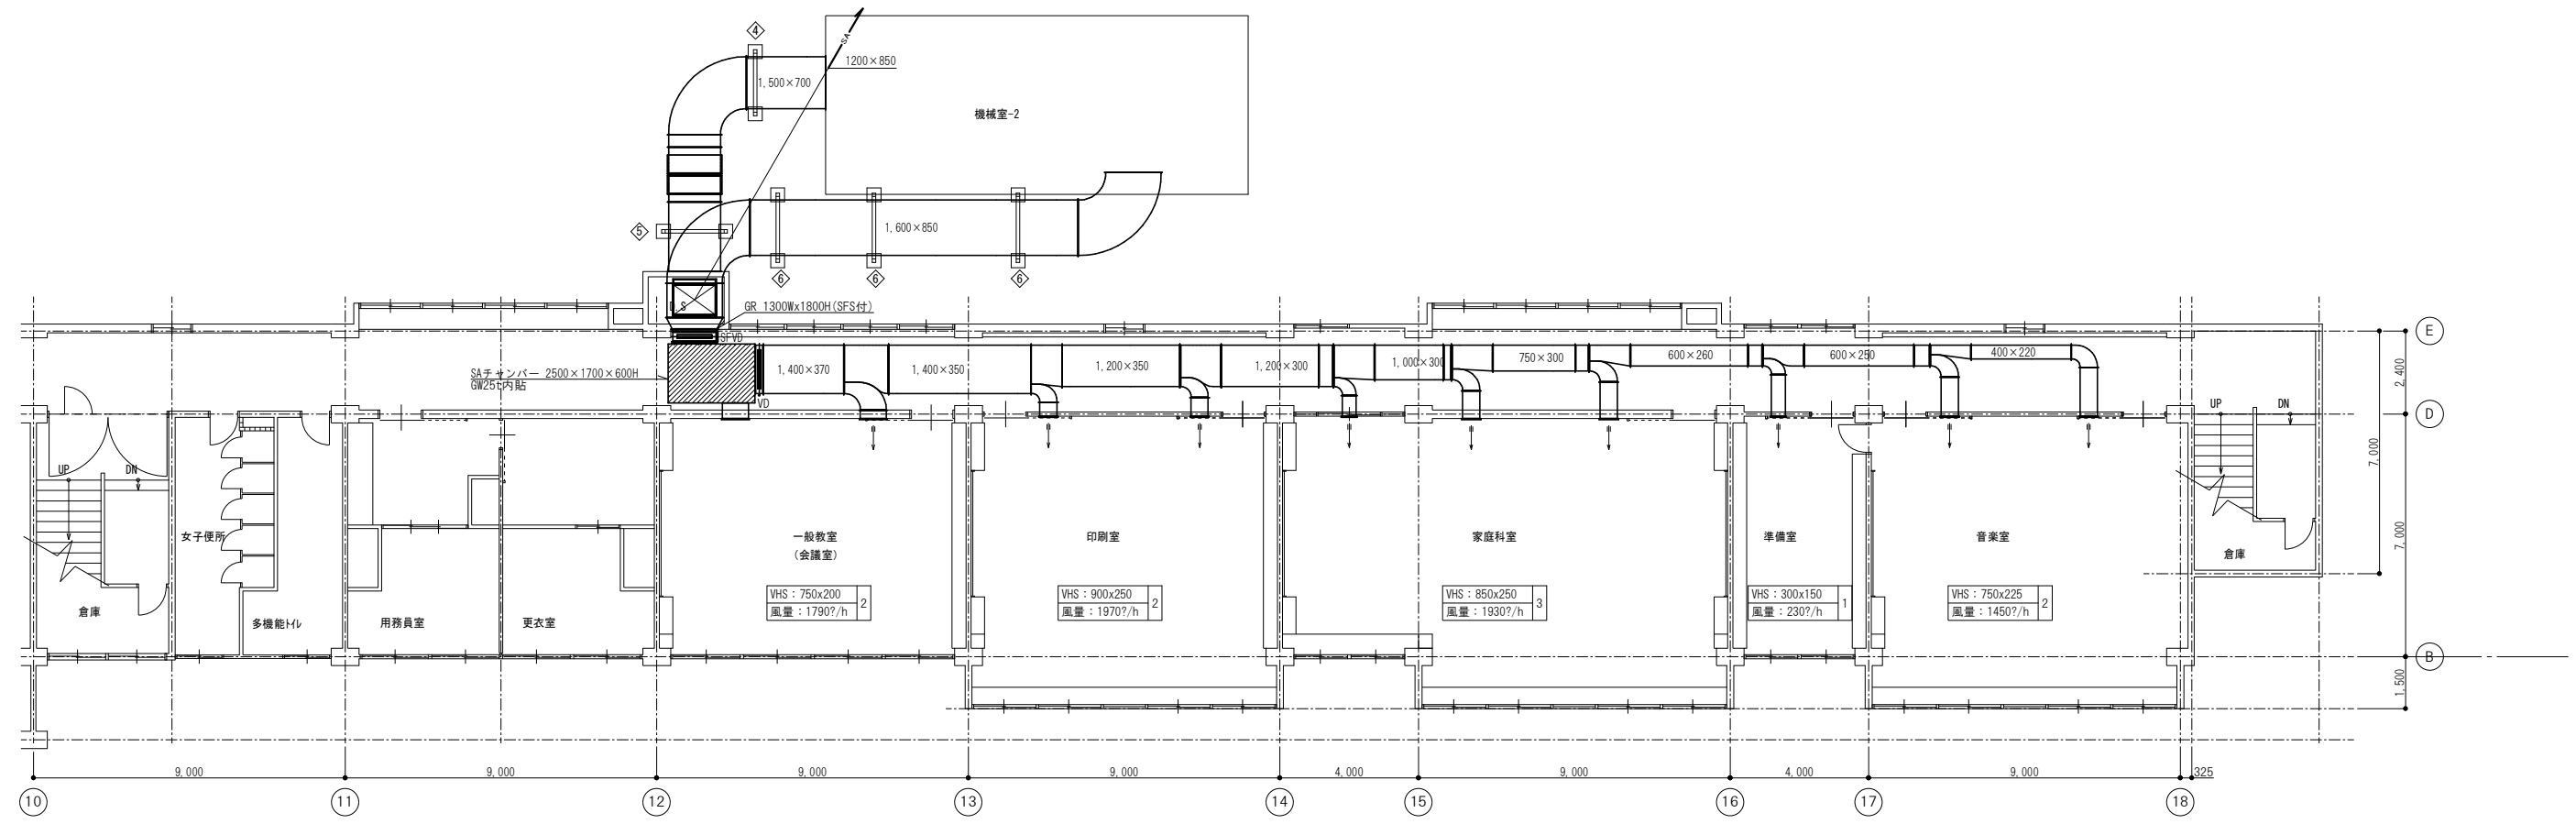 4
SA
1200×850
1,500×700
機械室-2
5
1,600×850
6
6
6
D
S
GR 1300Wx1800H(SFS付)
SFVD
SAチャンバー 2500×1700×600H
GW25t内貼
VD
1,400×370
1,400×350
1,200×350
1,200×300
1,000×300
750×300
600×260
600×250
400×220
E
2,400
D
UP
DN
UP
DN
7,000
7,000
女子便所
一般教室
(会議室)
印刷室
家庭科室
準備室
音楽室
倉庫
倉庫
多機能トイレ
用務員室
更衣室
VHS：750x200
風量：1790?/h
2
VHS：900x250
風量：1970?/h
2
VHS：850x250
風量：1930?/h
3
VHS：300x150
風量：230?/h
1
VHS：750x225
風量：1450?/h
2
B
1,500
9,000
9,000
9,000
9,000
4,000
9,000
4,000
9,000
325
10
11
12
13
14
15
16
17
18